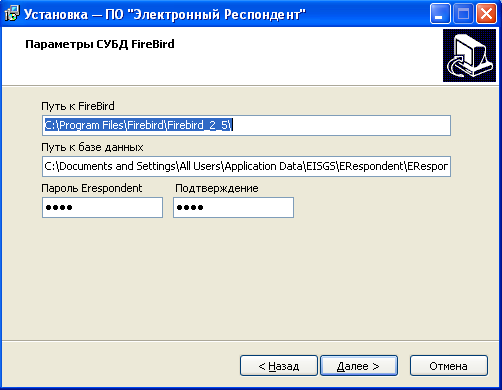 Установка — ПО "Электронный Респондент"
Параметры СУБД FireBird
Путь к FireBird
C:\Program Files\Firebird\Firebird_2_5\
Путь к базе данных
C:\Documents and Settings\All Users\Application Data\EISGS\ERespondent\ERespor
Пароль Erespondent Подтверждение
●●●● ●●●●
< Назад Далее > Отмена